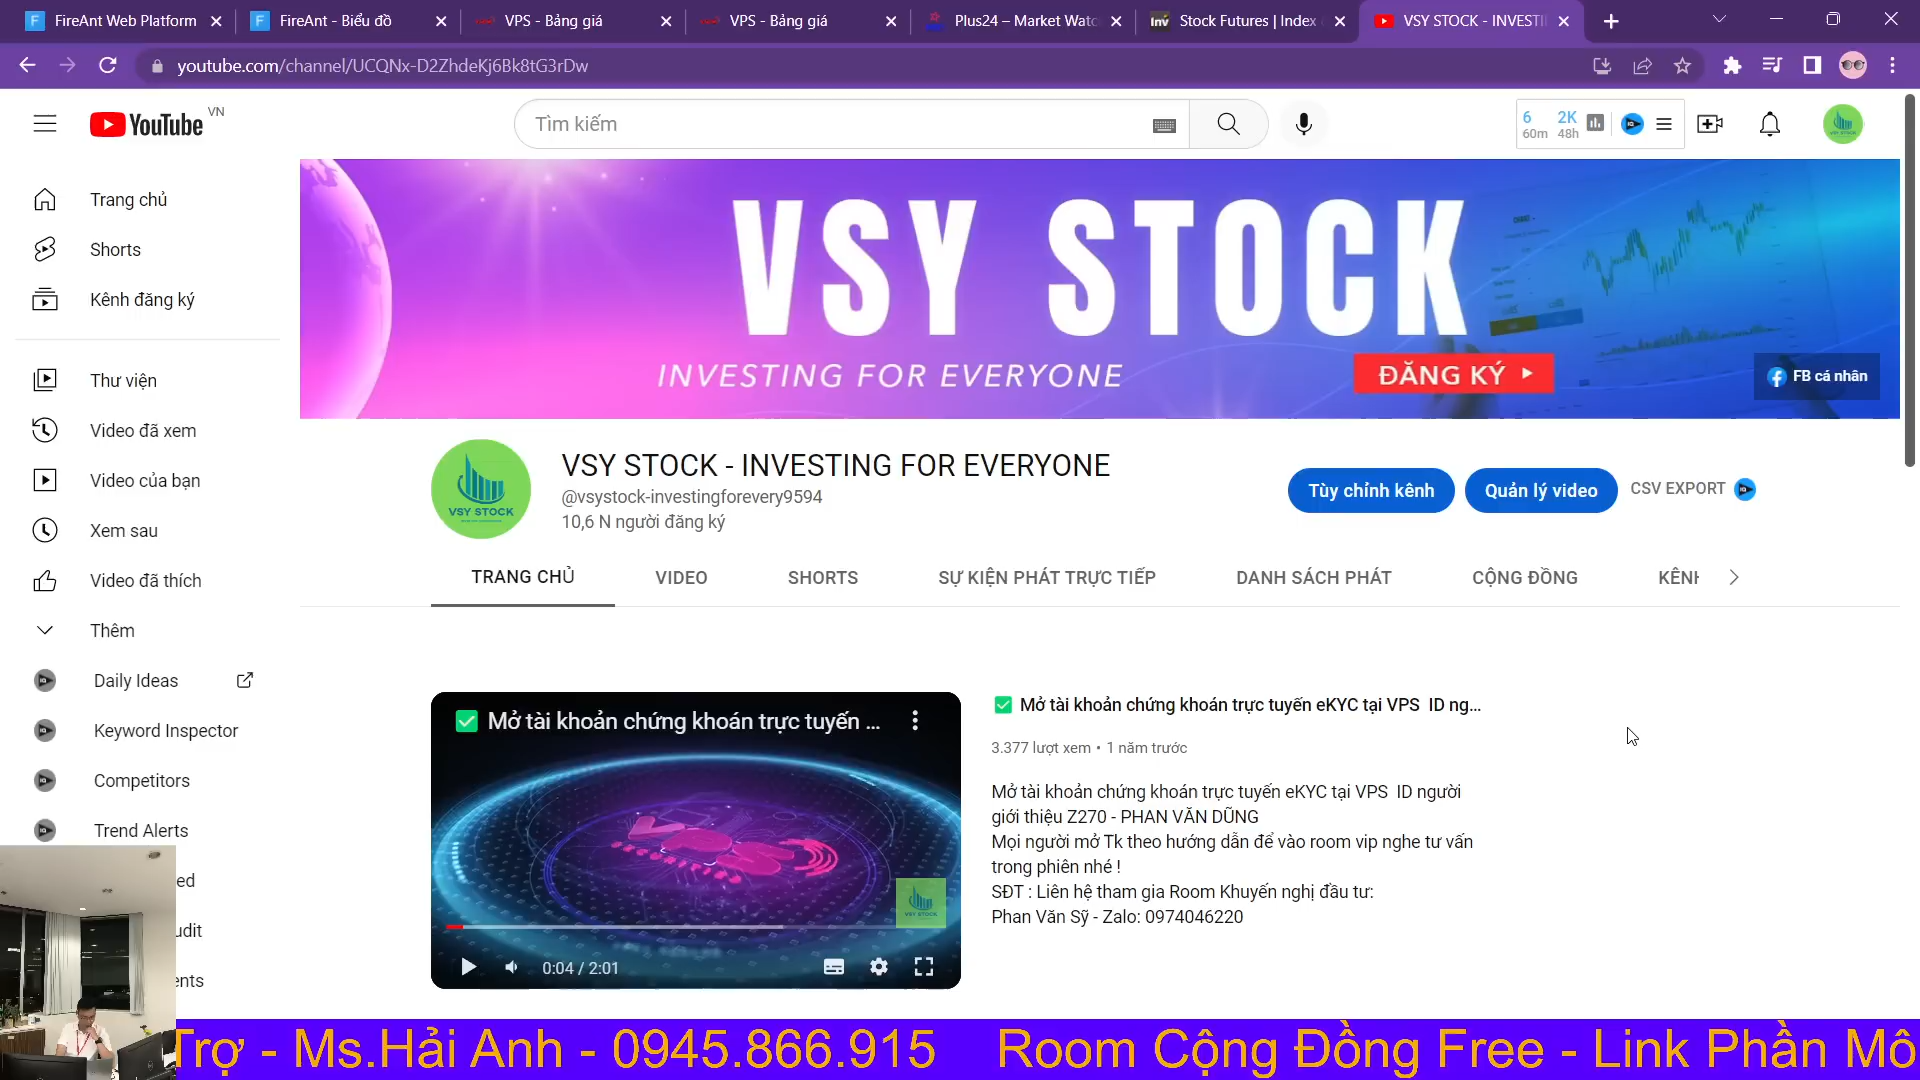 FireAnt Web Platform
FireAnt - Biểu đồ
VPS - Bảng giá
VPS - Bảng giá
Plus24 – Market Watc
Stock Futures | Index
VSY STOCK - INVESTI
youtube.com/channel/UCQNx-D2ZhdeKj6Bk8tG3rDw
YouTube VN
Tìm kiếm
6 2K
60m 48h
Trang chủ
Shorts
Kênh đăng ký
Thư viện
Video đã xem
Video của bạn
Xem sau
Video đã thích
Thêm
Daily Ideas
Keyword Inspector
Competitors
Trend Alerts
ed
udit
ents
VSY STOCK
INVESTING FOR EVERYONE
ĐĂNG KÝ
FB cá nhân
VSY STOCK
VSY STOCK - INVESTING FOR EVERYONE
@vsystock-investingforevery9594
10,6 N người đăng ký
Tùy chỉnh kênh
Quản lý video
CSV EXPORT
TRANG CHỦ
VIDEO
SHORTS
SỰ KIỆN PHÁT TRỰC TIẾP
DANH SÁCH PHÁT
CỘNG ĐỒNG
KÊNH
Mở tài khoản chứng khoán trực tuyến ...
VSY STOCK
0:04 / 2:01
Mở tài khoản chứng khoán trực tuyến eKYC tại VPS ID ng...
3.377 lượt xem • 1 năm trước
Mở tài khoản chứng khoán trực tuyến eKYC tại VPS ID người
giới thiệu Z270 - PHAN VĂN DŨNG
Mọi người mở Tk theo hướng dẫn để vào room vip nghe tư vấn
trong phiên nhé !
SĐT : Liên hệ tham gia Room Khuyến nghị đầu tư:
Phan Văn Sỹ - Zalo: 0974046220
Trợ - Ms.Hải Anh - 0945.866.915 Room Cộng Đồng Free - Link Phần Mô